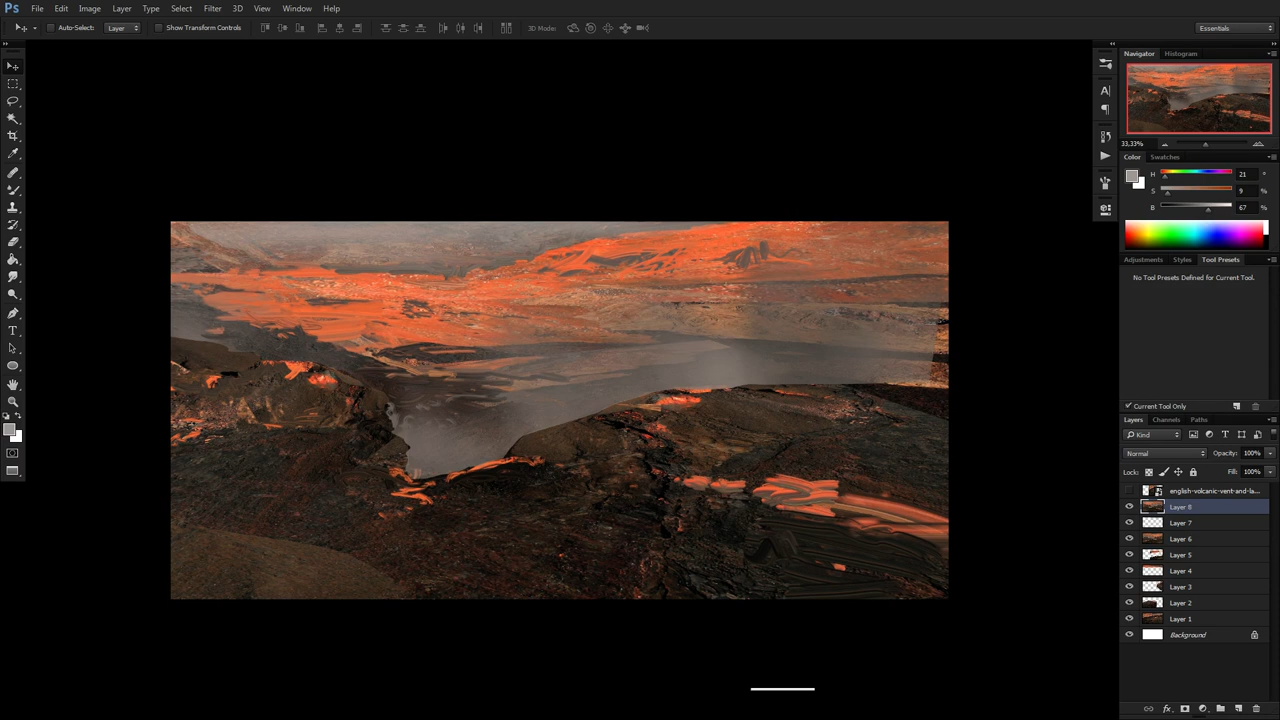 Ps File Edit Image Layer Type Select Filter 3D View Window Help
Auto-Select: Layer Show Transform Controls 3D Mode: Essentials
Navigator Histogram
33,33%
Color Swatches
H 21 °
S 9 %
B 67 %
Adjustments Styles Tool Presets
No Tool Presets Defined for Current Tool.
Current Tool Only
Layers Channels Paths
Kind
Normal Opacity: 100%
Lock: Fill: 100%
english-volcanic-vent-and-la...
Layer 8
Layer 7
Layer 6
Layer 5
Layer 4
Layer 3
Layer 2
Layer 1
Background